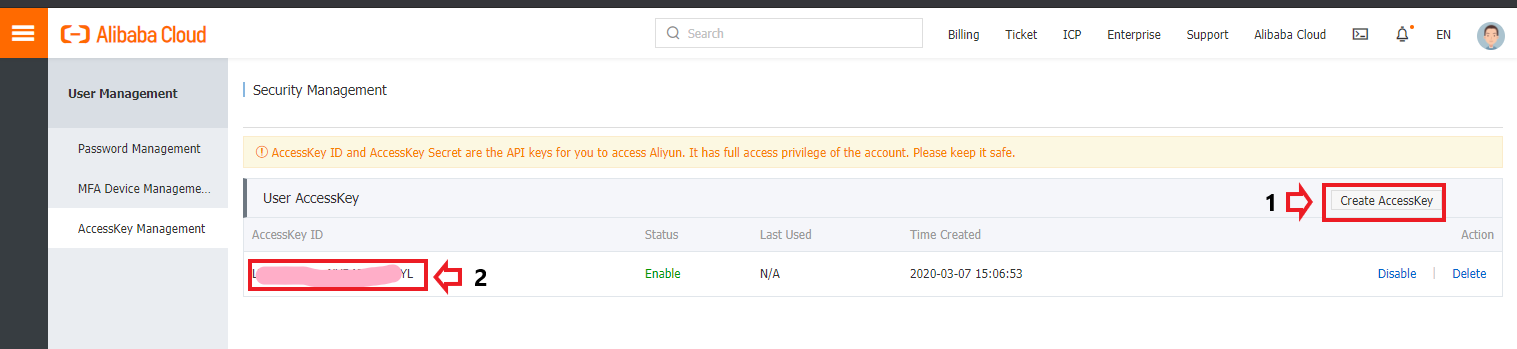 Alibaba Cloud
Search
Billing Ticket ICP Enterprise Support Alibaba Cloud EN
User Management
Password Management
MFA Device Manageme...
AccessKey Management
Security Management
AccessKey ID and AccessKey Secret are the API keys for you to access Aliyun. It has full access privilege of the account. Please keep it safe.
User AccessKey
1
Create AccessKey
AccessKey ID Status Last Used Time Created Action
YL 2 Enable N/A 2020-03-07 15:06:53 Disable | Delete